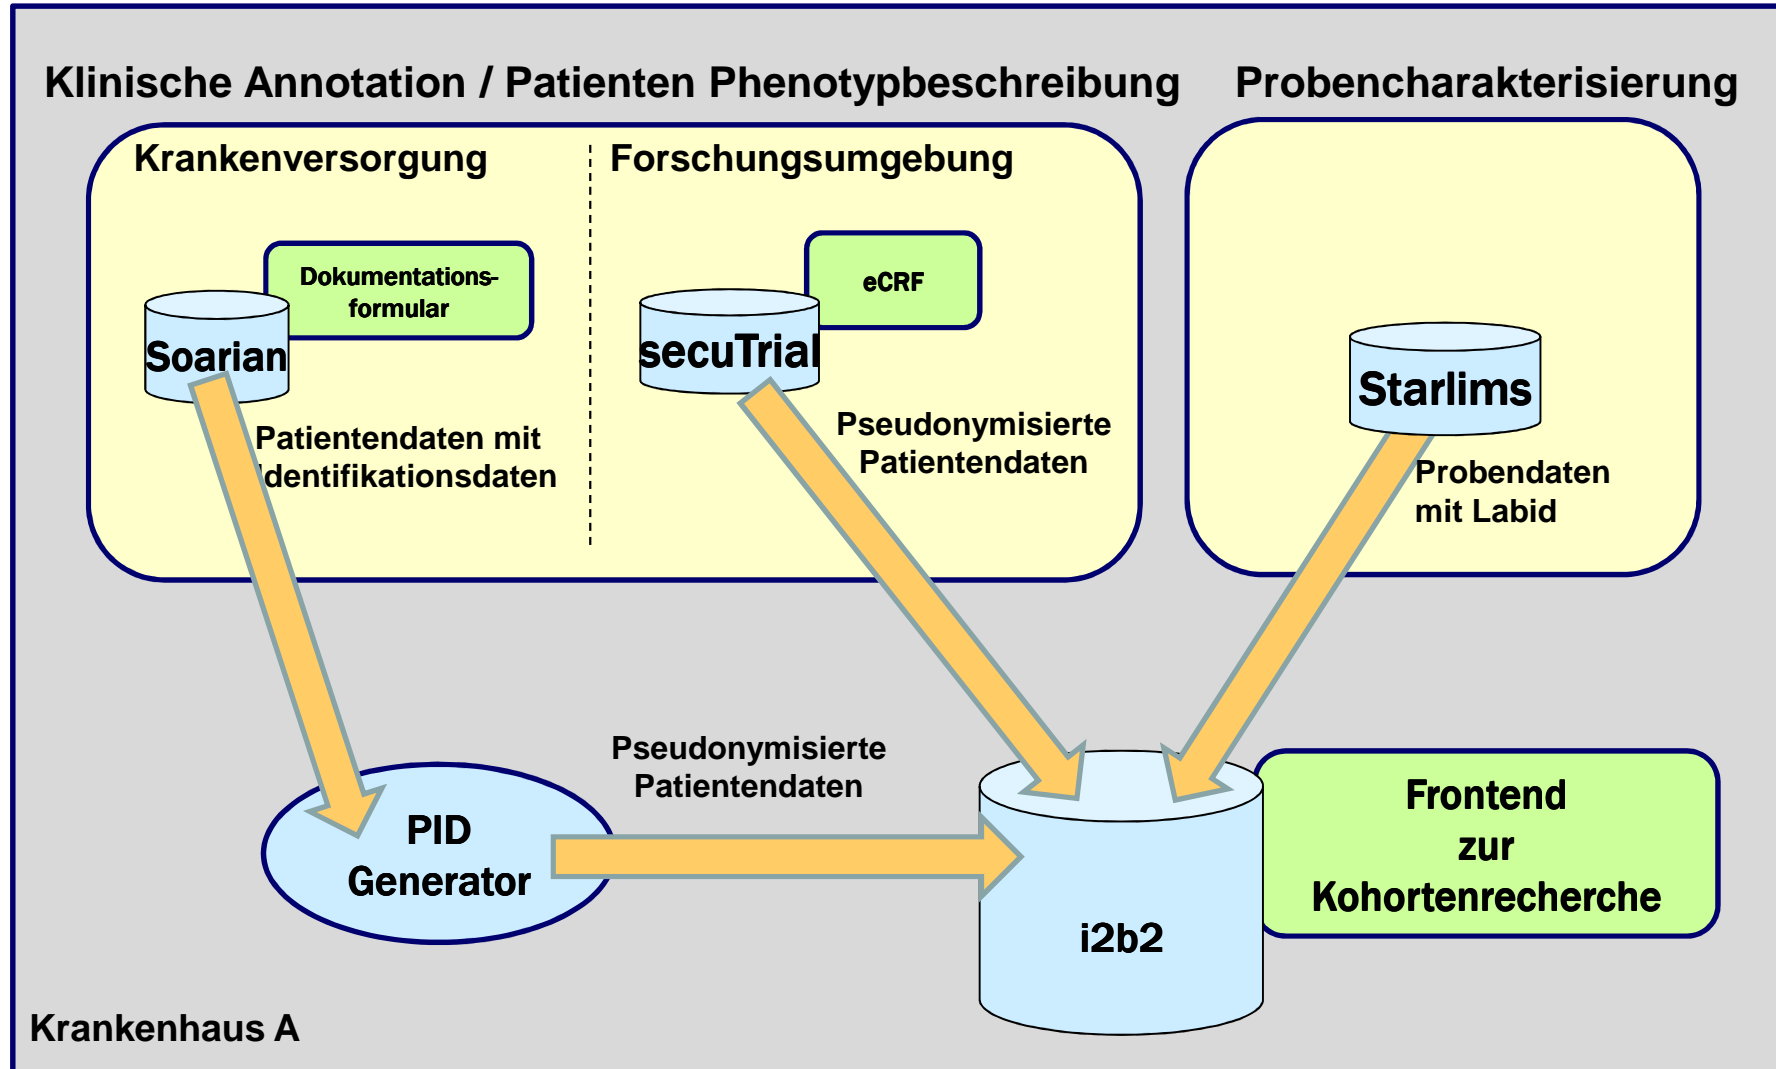 Klinische Annotation / Patienten Phenotypbeschreibung
Probencharakterisierung
Krankenversorgung
Forschungsumgebung
Dokumentations-
formular
eCRF
Soarian
secuTrial
Starlims
Patientendaten mit
Identifikationsdaten
Pseudonymisierte
Patientendaten
Probendaten
mit Labid
Pseudonymisierte
Patientendaten
PID
Generator
i2b2
Frontend
zur
Kohortenrecherche
Krankenhaus A